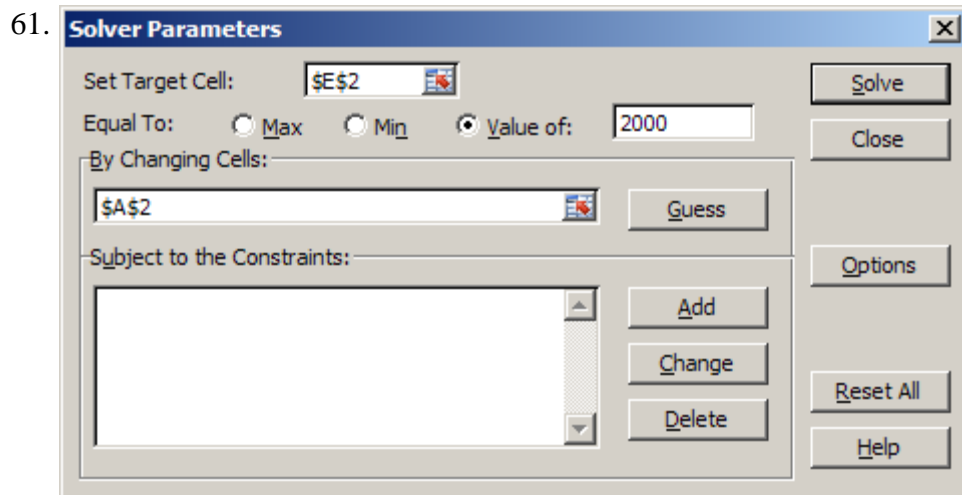 61.
Solver Parameters
Set Target Cell: $E$2
Solve
Equal To: Max Min Value of: 2000
Close
By Changing Cells:
$A$2
Guess
Subject to the Constraints:
Options
Add
Change
Reset All
Delete
Help